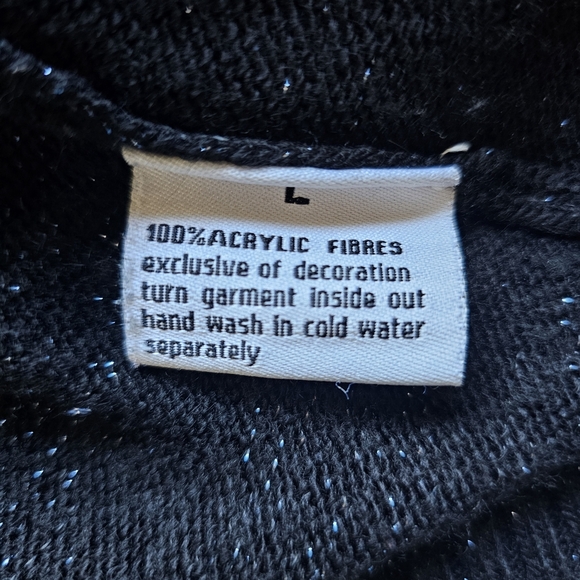 L
100%ACRYLIC FIBRES
exclusive of decoration
turn garment inside out
hand wash in cold water
separately